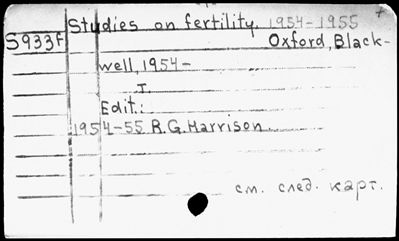 Studies on fertility. 1954-1955
S933f Oxford, Black-
well, 1954-
I
Edit.:
1954-55 R.G. Harrison.
см. след. карт.